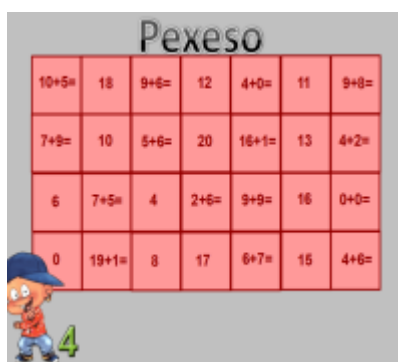 Pexeso
10+5= 18 9+6= 12 4+0= 11 9+8=
7+9= 10 5+6= 20 16+1= 13 4+2=
6 7+5= 4 2+6= 9+9= 16 0+0=
0 19+1= 8 17 6+7= 15 4+6=
4